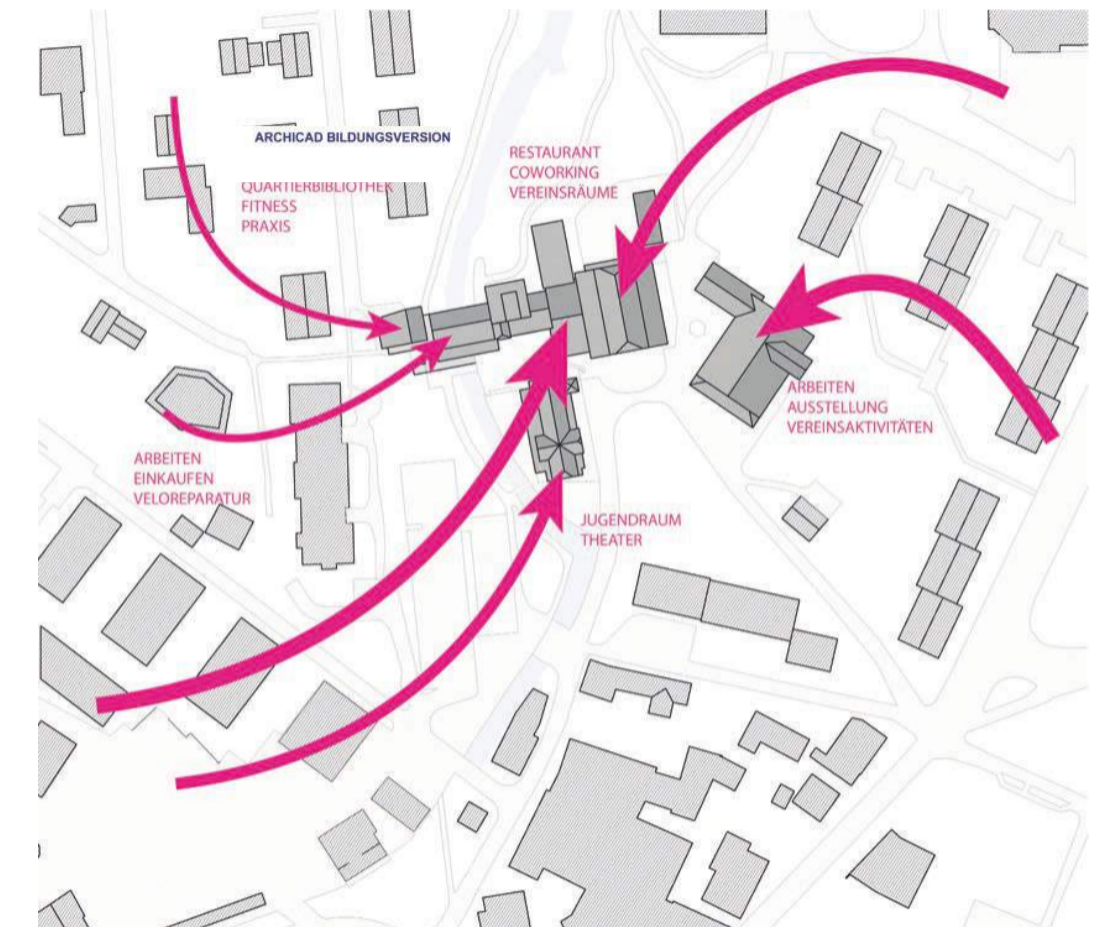 ARCHICAD BILDUNGSVERSION
QUARTIERBIBLIOTHEK
FITNESS
PRAXIS
RESTAURANT
COWORKING
VEREINSRÄUME
ARBEITEN
AUSSTELLUNG
VEREINSAKTIVITÄTEN
ARBEITEN
EINKAUFEN
VELOREPARATUR
JUGENDRAUM
THEATER